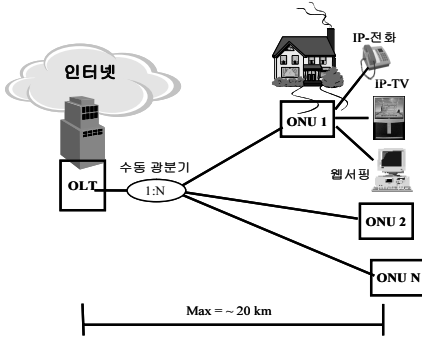 인터넷
IP-전화
IP-TV
ONU 1
수동 광분기
웹서핑
OLT
1:N
ONU 2
ONU N
Max = ~ 20 km